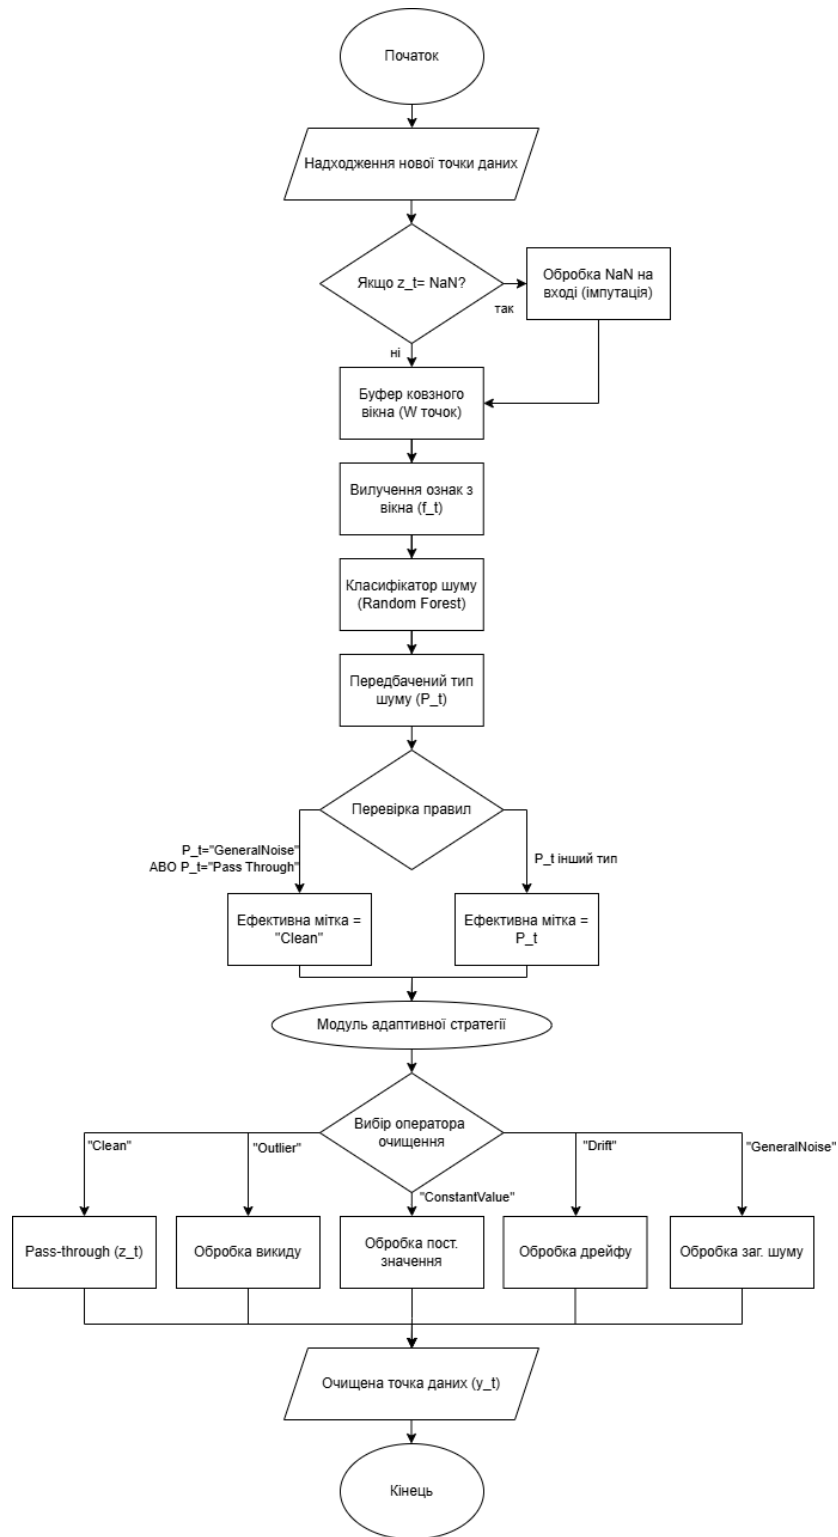 Початок
Надходження нової точки даних
Якщо z_t= NaN?
Обробка NaN на
вході (імпутація)
так
ні
Буфер ковзного
вікна (W точок)
Вилучення ознак з
вікна (f_t)
Класифікатор шуму
(Random Forest)
Передбачений тип
шуму (P_t)
Перевірка правил
P_t="GeneralNoise"
АБО P_t="Pass Through"
P_t інший тип
Ефективна мітка =
"Clean"
Ефективна мітка =
P_t
Модуль адаптивної стратегії
Вибір оператора
очищення
"Clean"
"Outlier"
"ConstantValue"
"Drift"
"GeneralNoise"
Pass-through (z_t)
Обробка викиду
Обробка пост.
значення
Обробка дрейфу
Обробка заг. шуму
Очищена точка даних (y_t)
Кінець